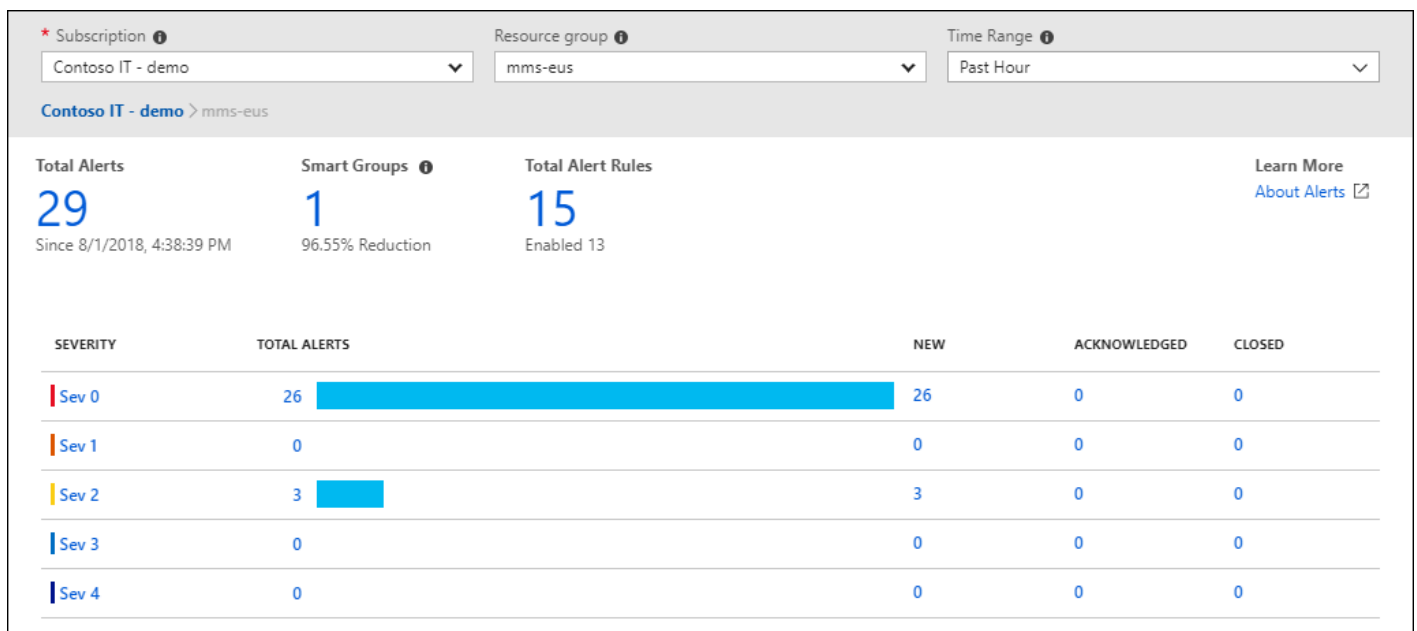 * Subscription Resource group Time Range
Contoso IT - demo mms-eus Past Hour
Contoso IT - demo > mms-eus
Total Alerts Smart Groups Total Alert Rules Learn More
29 1 15 About Alerts
Since 8/1/2018, 4:38:39 PM 96.55% Reduction Enabled 13
SEVERITY TOTAL ALERTS NEW ACKNOWLEDGED CLOSED
Sev 0 26 26 0 0
Sev 1 0 0 0 0
Sev 2 3 3 0 0
Sev 3 0 0 0 0
Sev 4 0 0 0 0